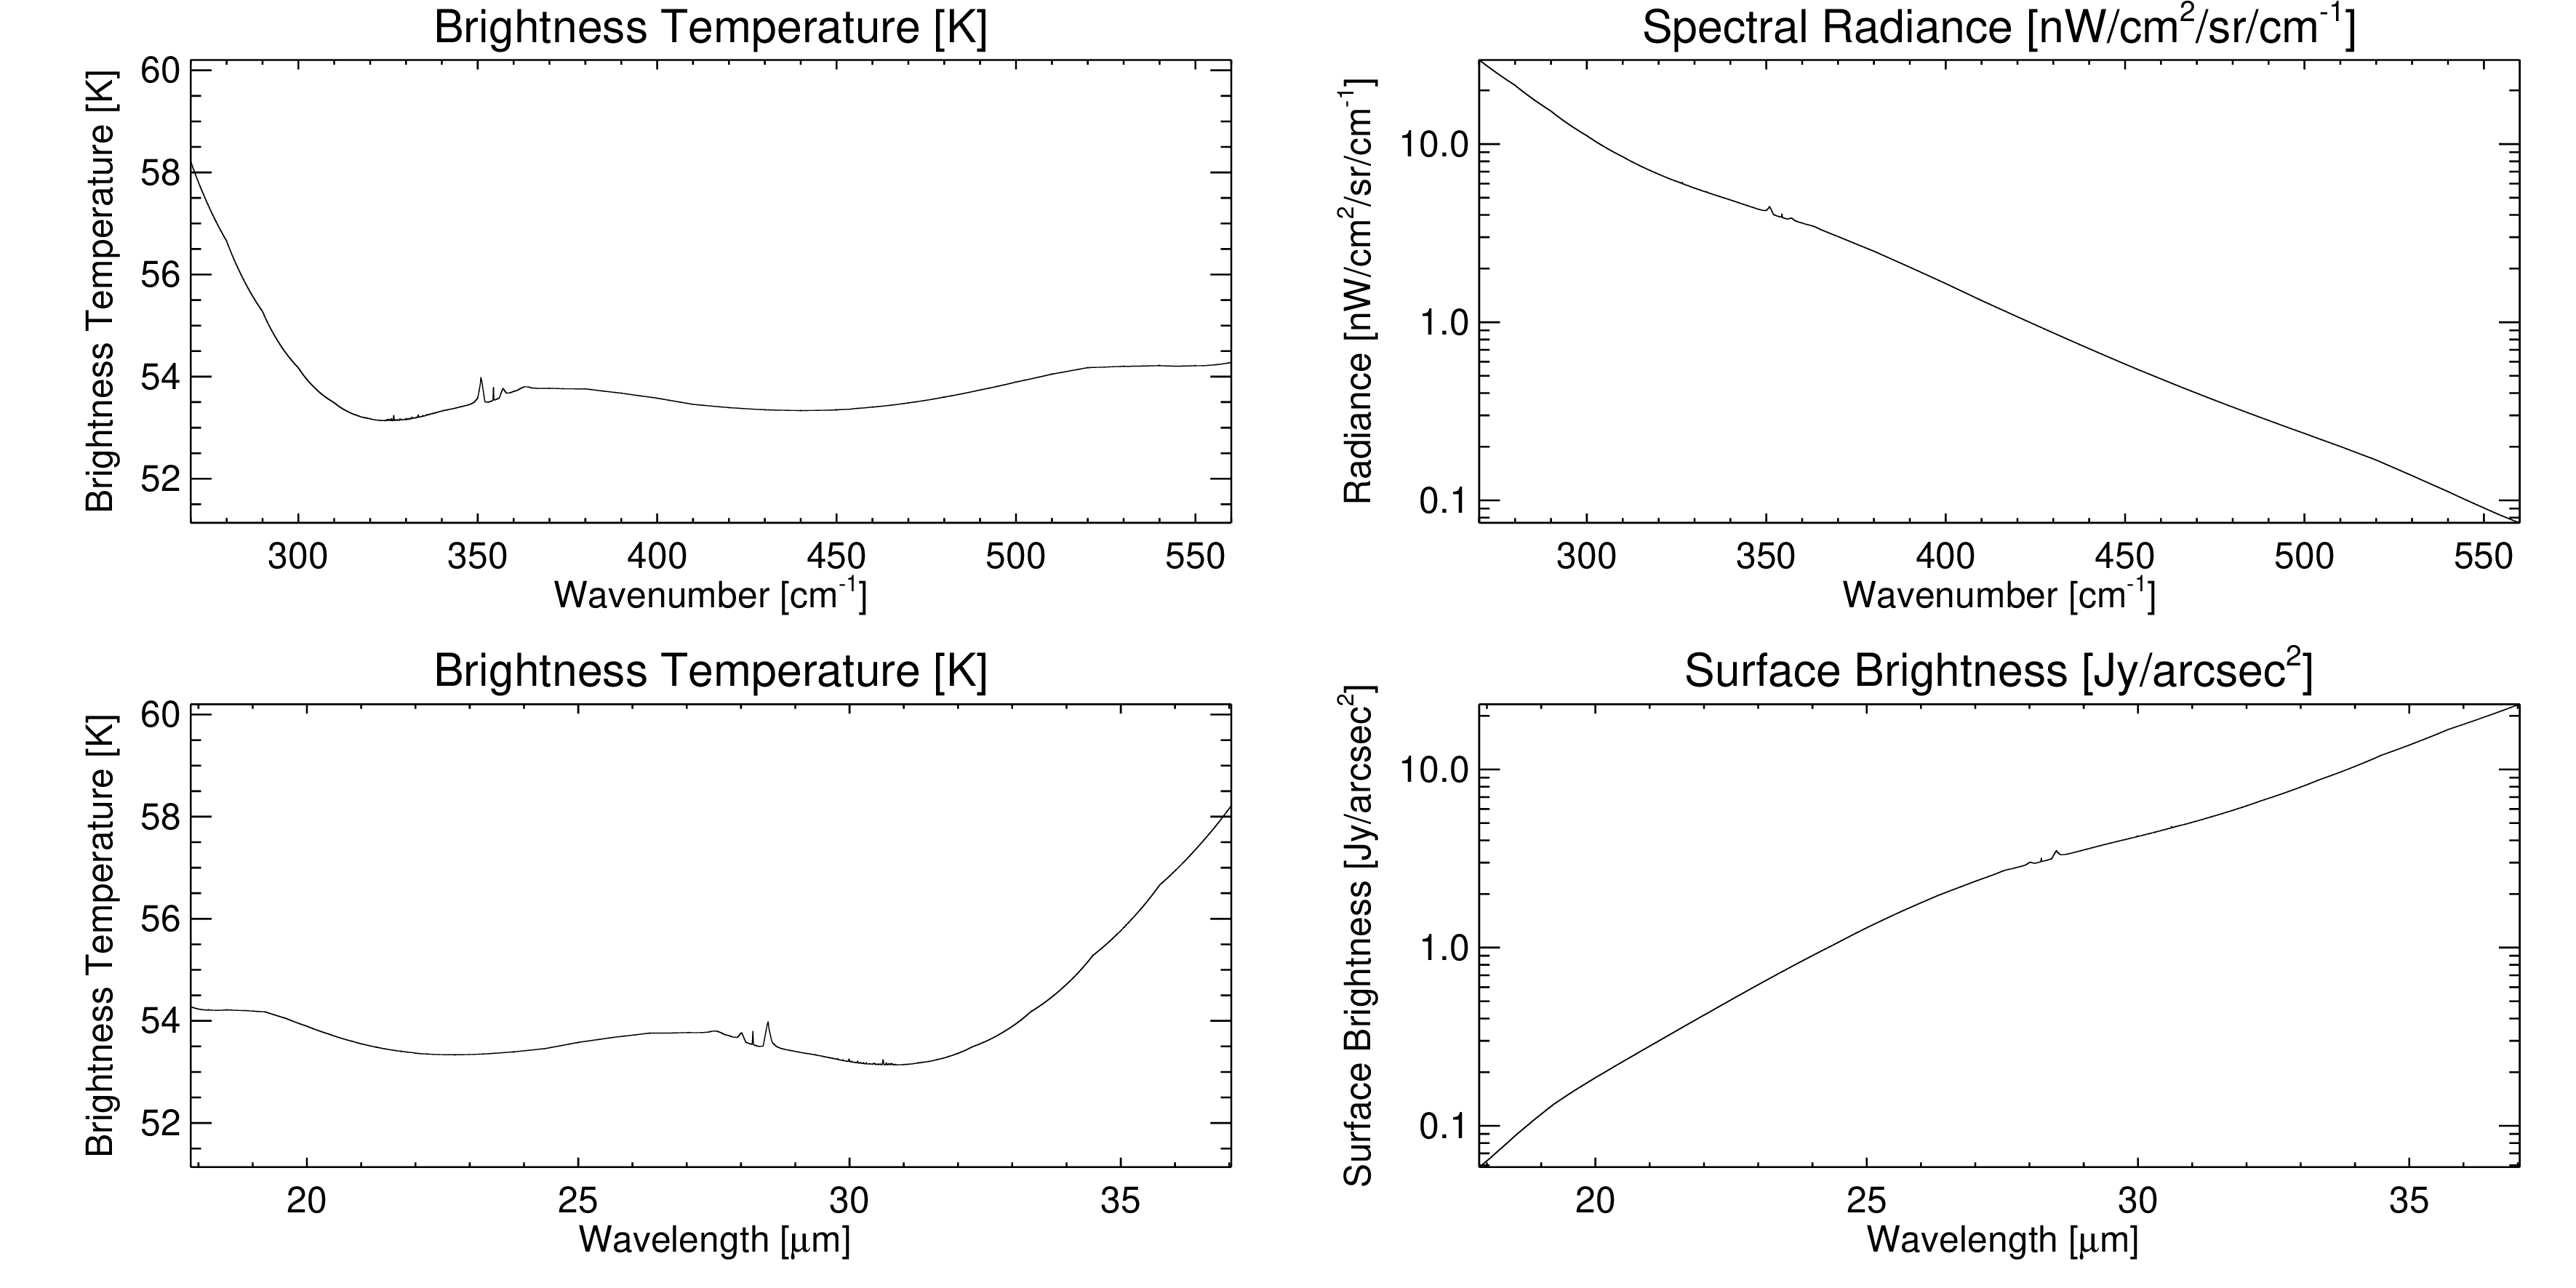 Brightness Temperature [K]
Brightness Temperature [K]
60
58
56
54
52
300 350 400 450 500 550
Wavenumber [cm⁻¹]
Spectral Radiance [nW/cm²/sr/cm⁻¹]
Radiance [nW/cm²/sr/cm⁻¹]
10.0
1.0
0.1
300 350 400 450 500 550
Wavenumber [cm⁻¹]
Brightness Temperature [K]
Brightness Temperature [K]
60
58
56
54
52
20 25 30 35
Wavelength [μm]
Surface Brightness [Jy/arcsec²]
Surface Brightness [Jy/arcsec²]
10.0
1.0
0.1
20 25 30 35
Wavelength [μm]